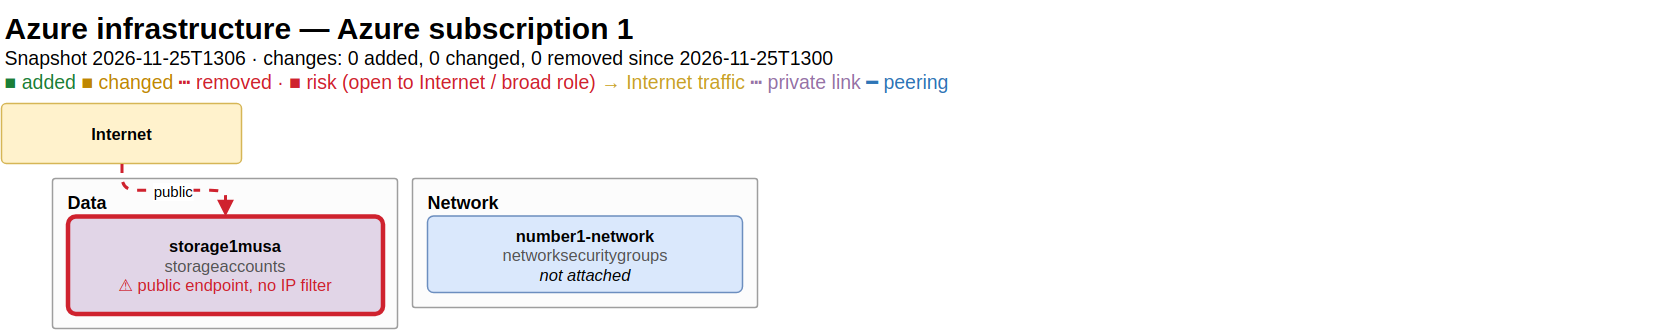 Azure infrastructure — Azure subscription 1
Snapshot 2026-11-25T1306 · changes: 0 added, 0 changed, 0 removed since 2026-11-25T1300
■ added ■ changed ┅ removed · ■ risk (open to Internet / broad role) → Internet traffic ┅ private link ━ peering
Internet
public
Data
storage1musa
storageaccounts
⚠ public endpoint, no IP filter
Network
number1-network
networksecuritygroups
not attached